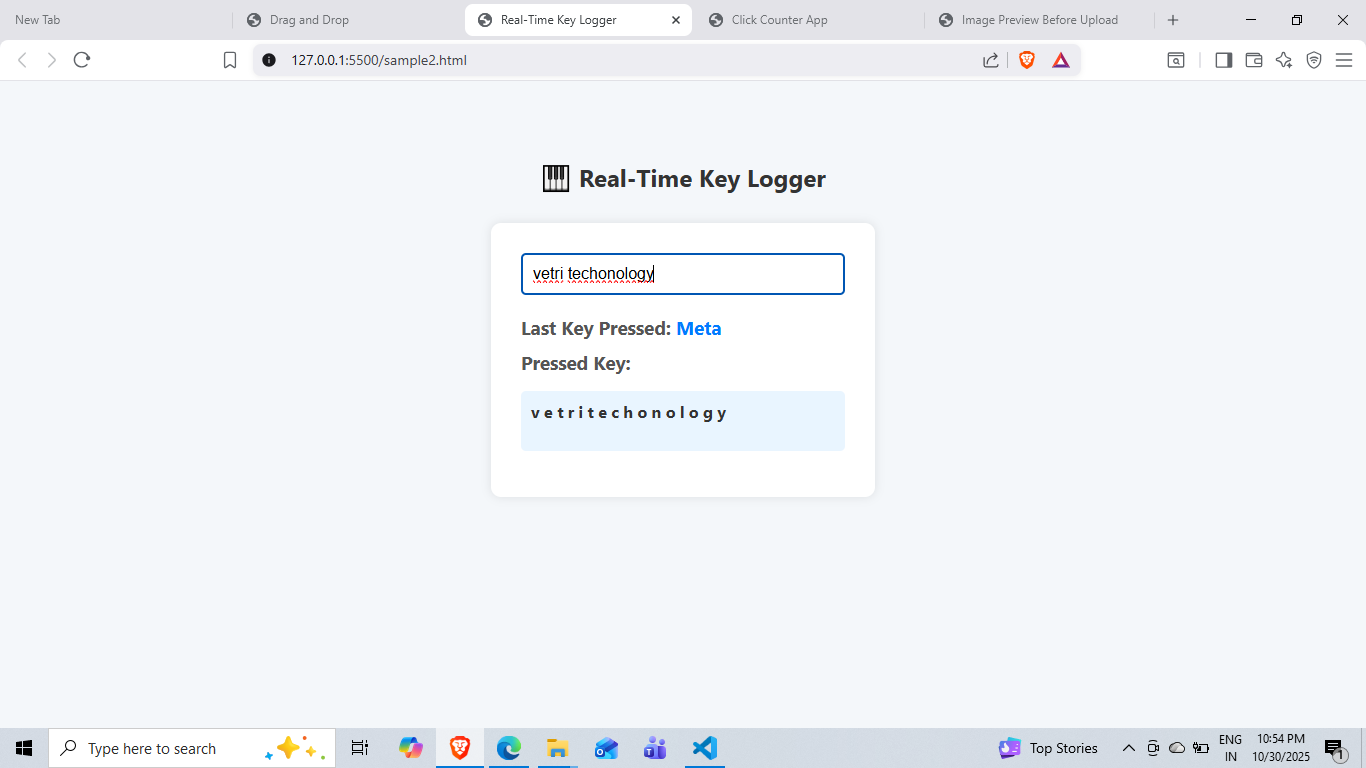 New Tab
Drag and Drop
Real-Time Key Logger
Click Counter App
Image Preview Before Upload
127.0.0.1:5500/sample2.html
Real-Time Key Logger
vetri techonology
Last Key Pressed: Meta
Pressed Key:
v e t r i t e c h o n o l o g y
Type here to search
Top Stories
ENG
IN
10:54 PM
10/30/2025
1